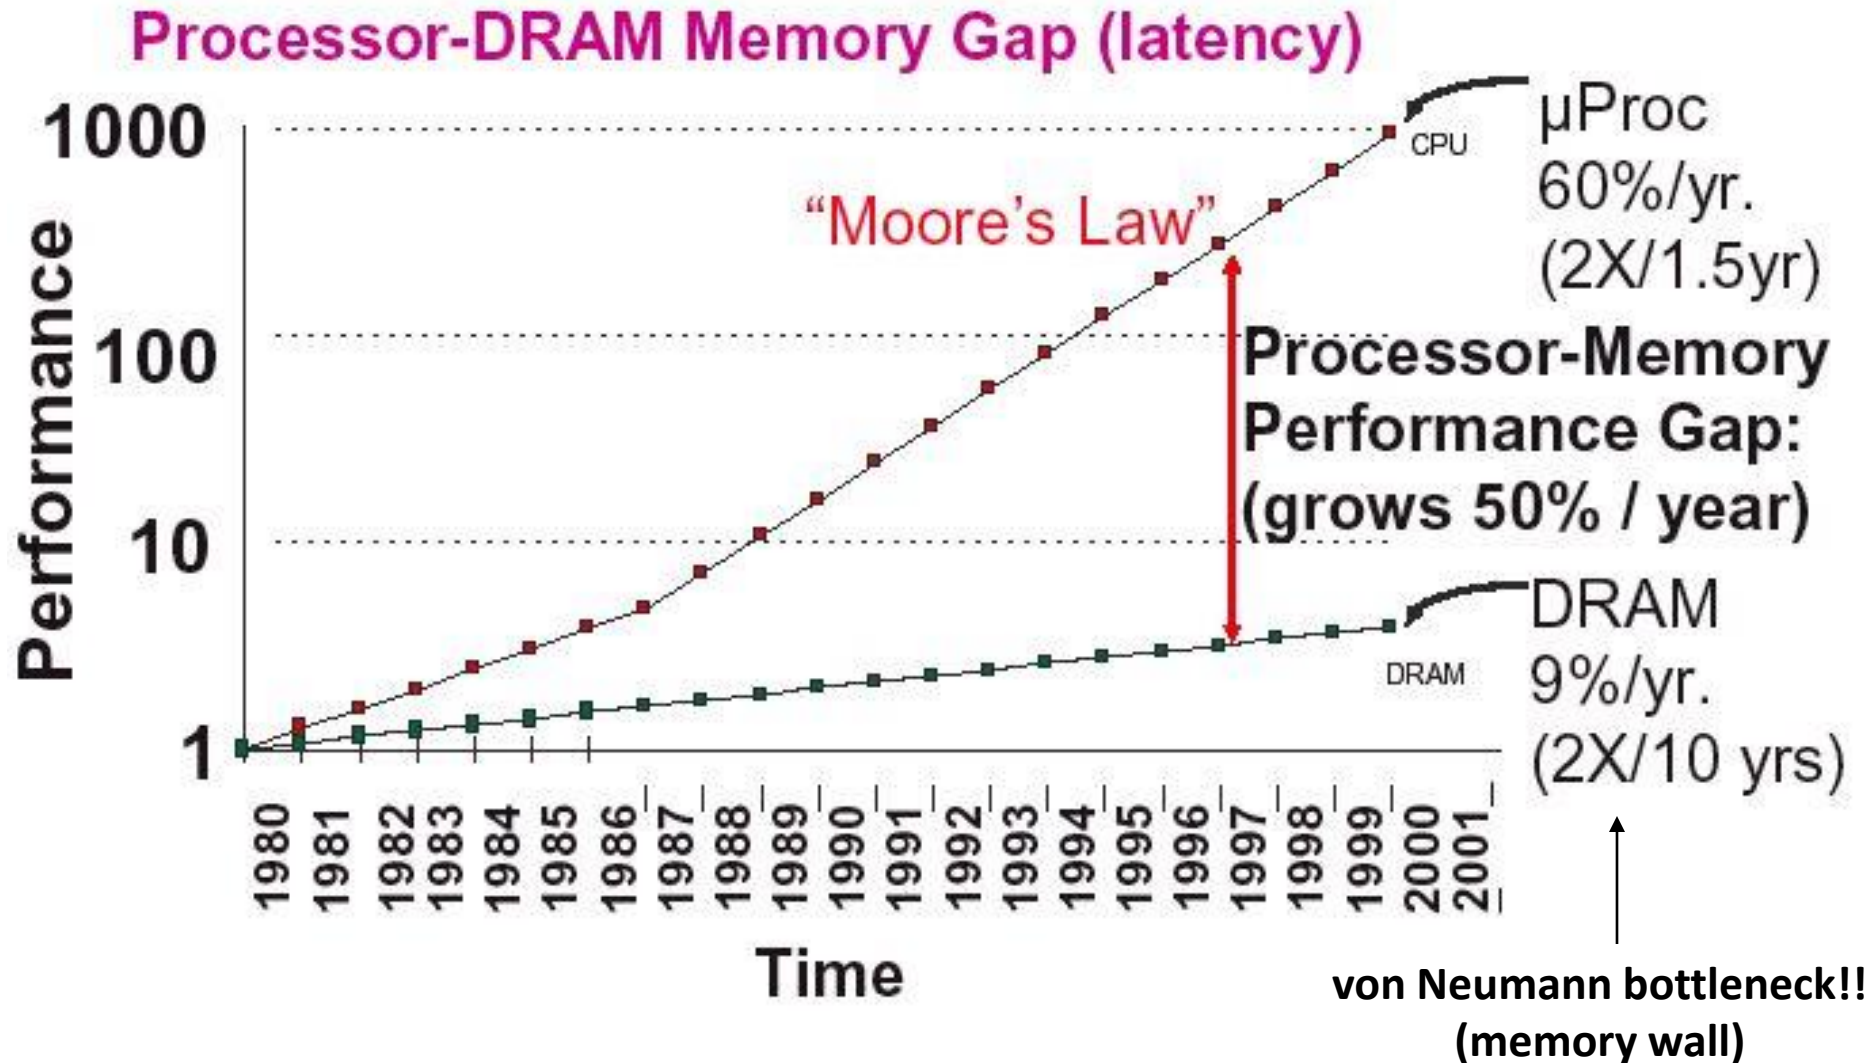 Processor-DRAM Memory Gap (latency)
Performance
1000
100
10
1
“Moore’s Law”
CPU
µProc
60%/yr.
(2X/1.5yr)
Processor-Memory
Performance Gap:
(grows 50% / year)
DRAM
DRAM
9%/yr.
(2X/10 yrs)
1980
1981
1982
1983
1984
1985
1986
1987
1988
1989
1990
1991
1992
1993
1994
1995
1996
1997
1998
1999
2000
2001
Time
von Neumann bottleneck!!
(memory wall)